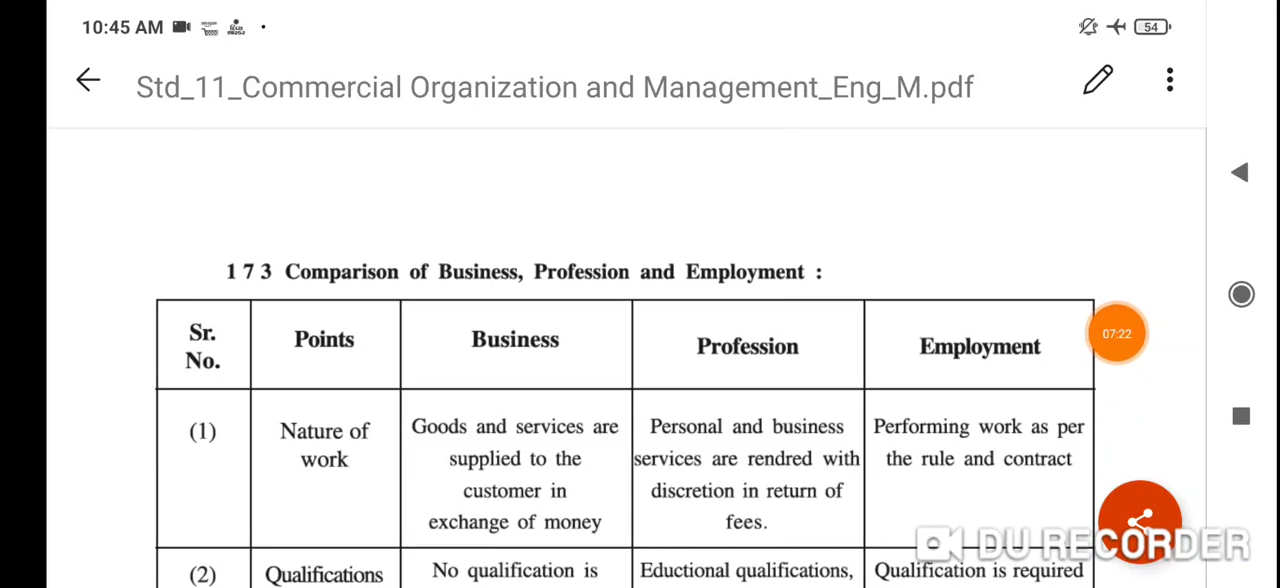 10:45 AM
54
Std_11_Commercial Organization and Management_Eng_M.pdf
1 7 3 Comparison of Business, Profession and Employment :
Sr. No.
Points
Business
Profession
Employment
07:22
(1)
Nature of
work
Goods and services are
supplied to the
customer in
exchange of money
Personal and business
services are rendred with
discretion in return of
fees.
Performing work as per
the rule and contract
(2)
Qualifications
No qualification is
Eductional qualifications,
Qualification is required
DU RECORDER